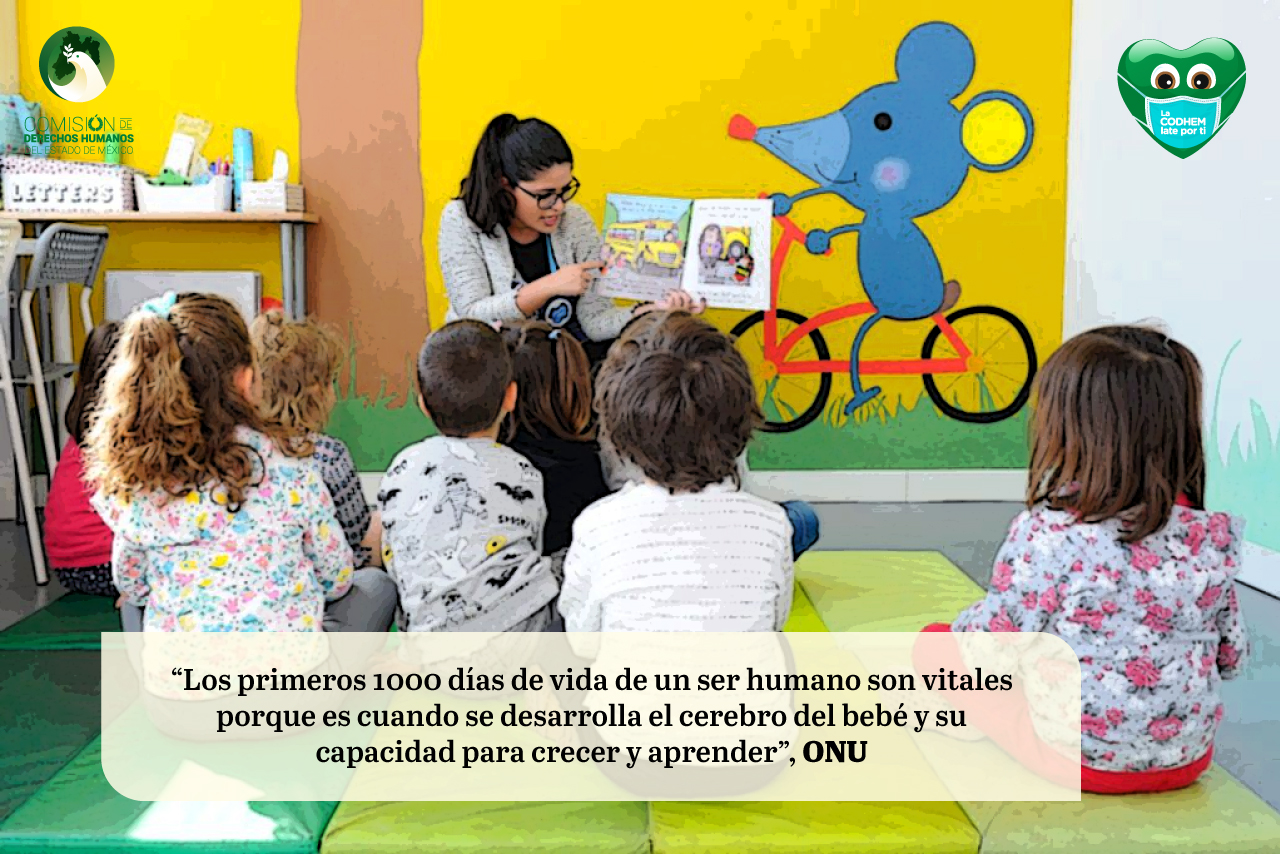 COMISIÓN DE
DERECHOS HUMANOS
DEL ESTADO DE MÉXICO
La
CODHEM
late por ti
LETTERS
“Los primeros 1000 días de vida de un ser humano son vitales
porque es cuando se desarrolla el cerebro del bebé y su
capacidad para crecer y aprender”, ONU